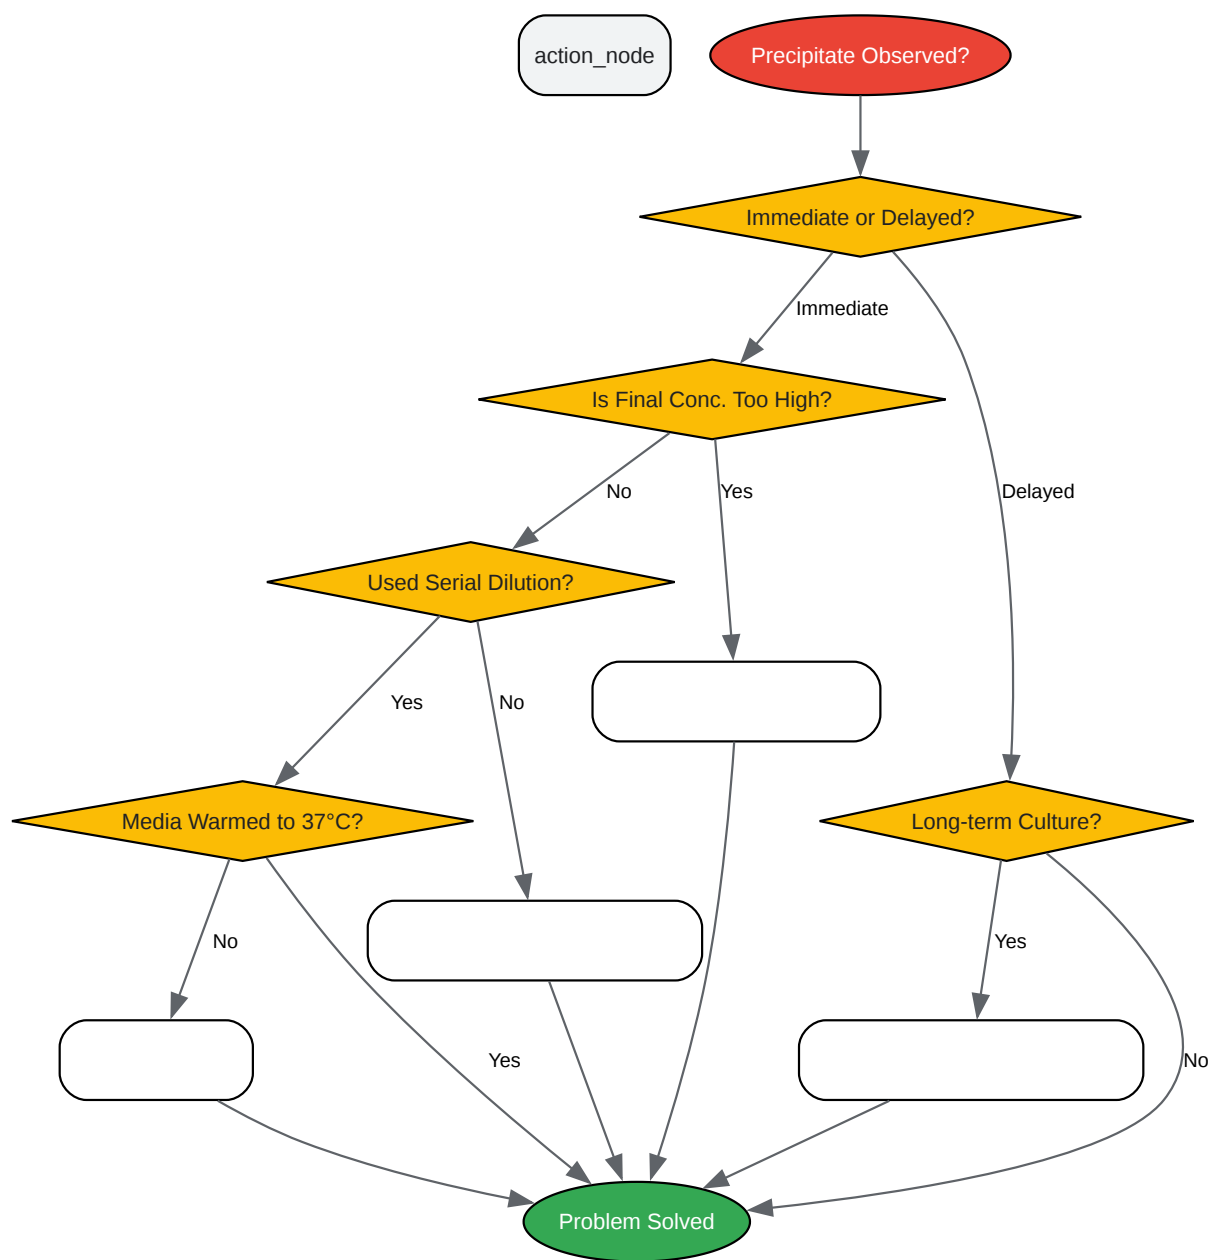 action_node
Precipitate Observed?
Immediate or Delayed?
Immediate
Is Final Conc. Too High?
No
Yes
Delayed
Used Serial Dilution?
Yes
No
Media Warmed to 37°C?
Long-term Culture?
No
Yes
Yes
No
Problem Solved